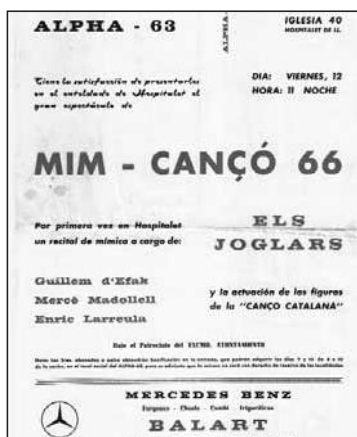 ALPHA - 63
ALPHA-63
IGLESIA 40
HOSPITALET DE LL.
Tiene la satisfacción de presentarles
en el entoldado de Hospitalet el
gran espectáculo de
DIA: VIERNES, 12
HORA: 11 NOCHE
MIM - CANÇÓ 66
Por primera vez en Hospitalet
un recital de mímica a cargo de:
ELS
JOGLARS
Guillem d'Efak
Mercè Madolell
Enric Larreula
y la actuación de las figuras
de la "CANÇO CATALANA"
Bajo el Patrocinio del EXCMO. AYUNTAMIENTO
MERCEDES BENZ
BALART